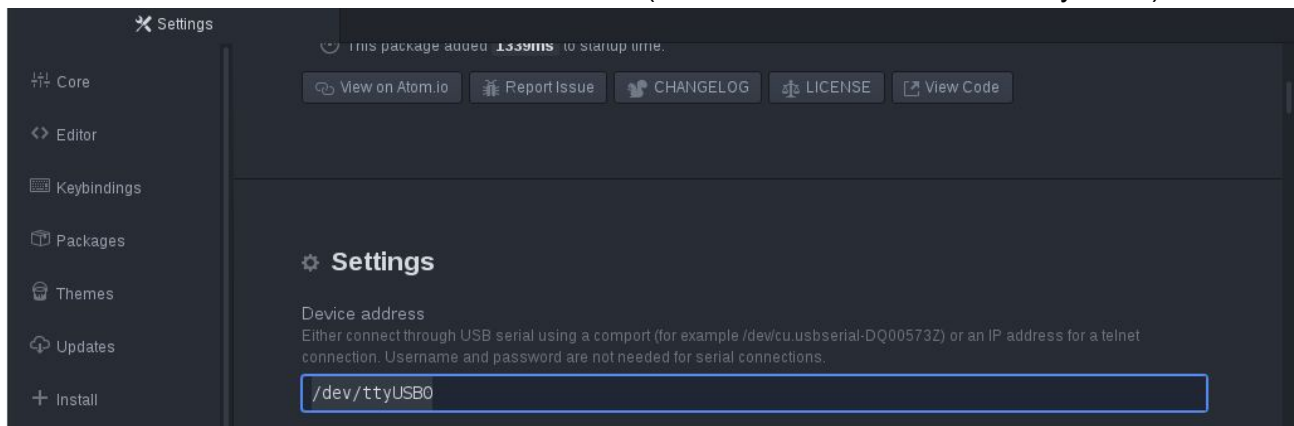 Settings
This package added 1339ms to startup time.
Core
View on Atom.io
Report Issue
CHANGELOG
LICENSE
View Code
Editor
Keybindings
Packages
Settings
Themes
Device address
Either connect through USB serial using a comport (for example /dev/cu.usbserial-DQ00573Z) or an IP address for a telnet
Updates
connection. Username and password are not needed for serial connections.
Install
/dev/ttyUSB0